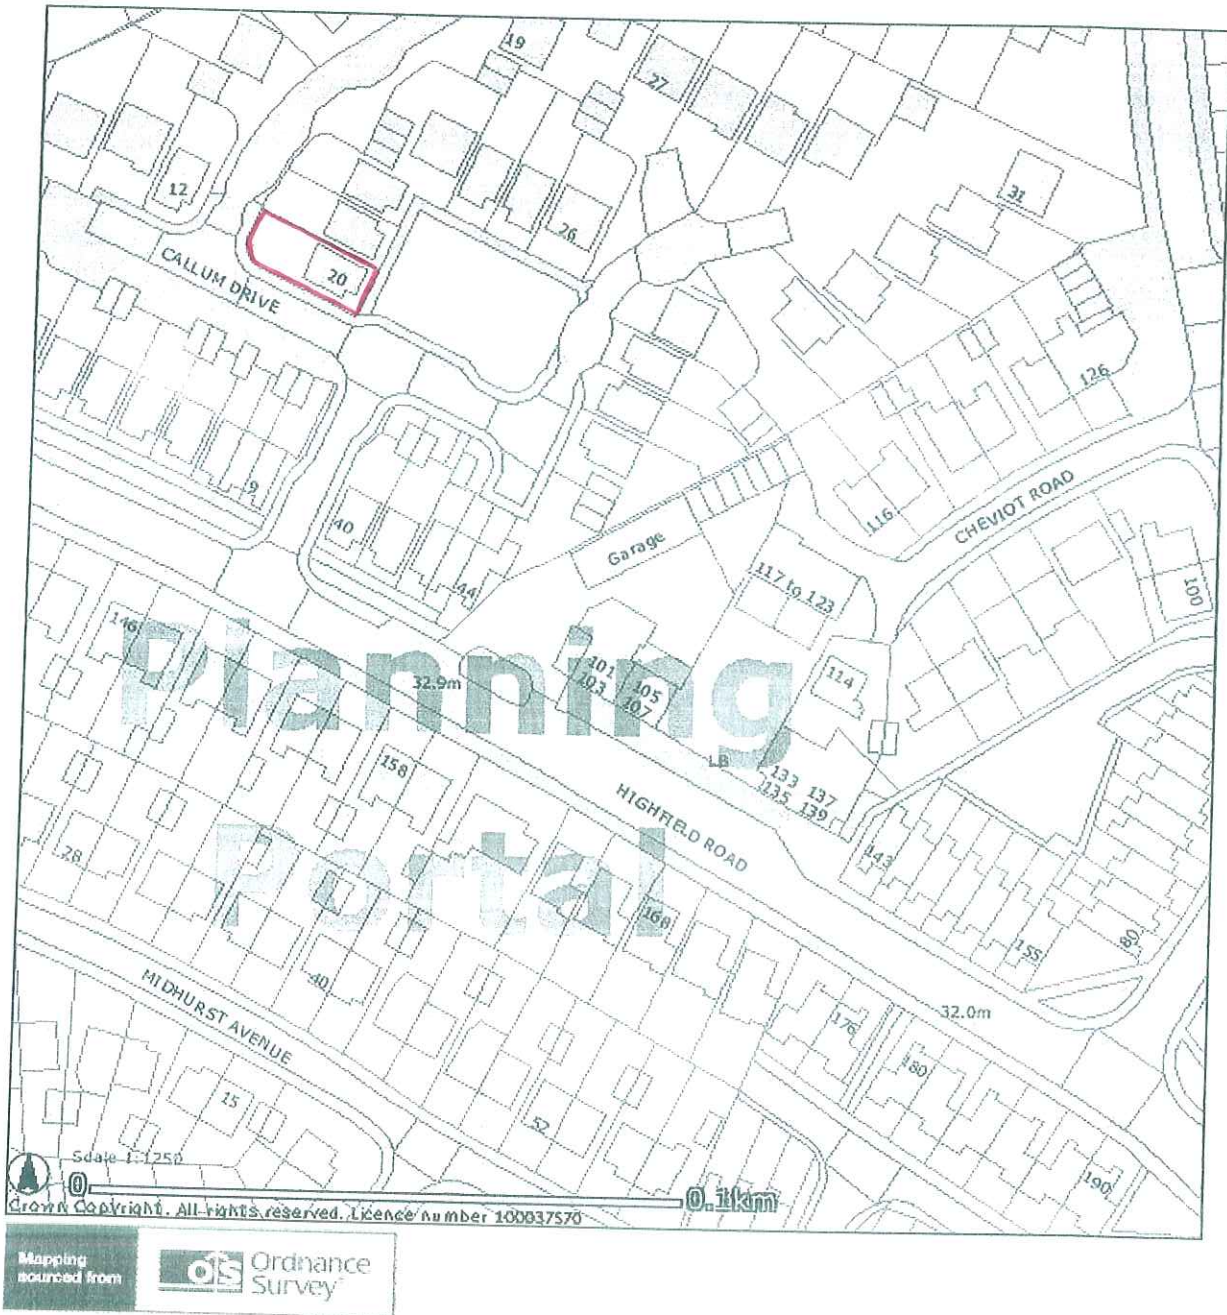 19
27
12
31
26
20
CALLUM DRIVE
126
9
40
116
CHEVIOT ROAD
Garage
44
117 to 123
100
146
101
103
105
107
114
32.9m
Planning
158
LB
133 137
135 139
HIGHFIELD ROAD
143
28
Portal
168
155
80
40
MIDHURST AVENUE
176
32.0m
180
15
52
190
Scale 1:1250
0
0.1km
Crown Copyright. All rights reserved. Licence number 100037570
Mapping
sourced from
OS
Ordnance
Survey